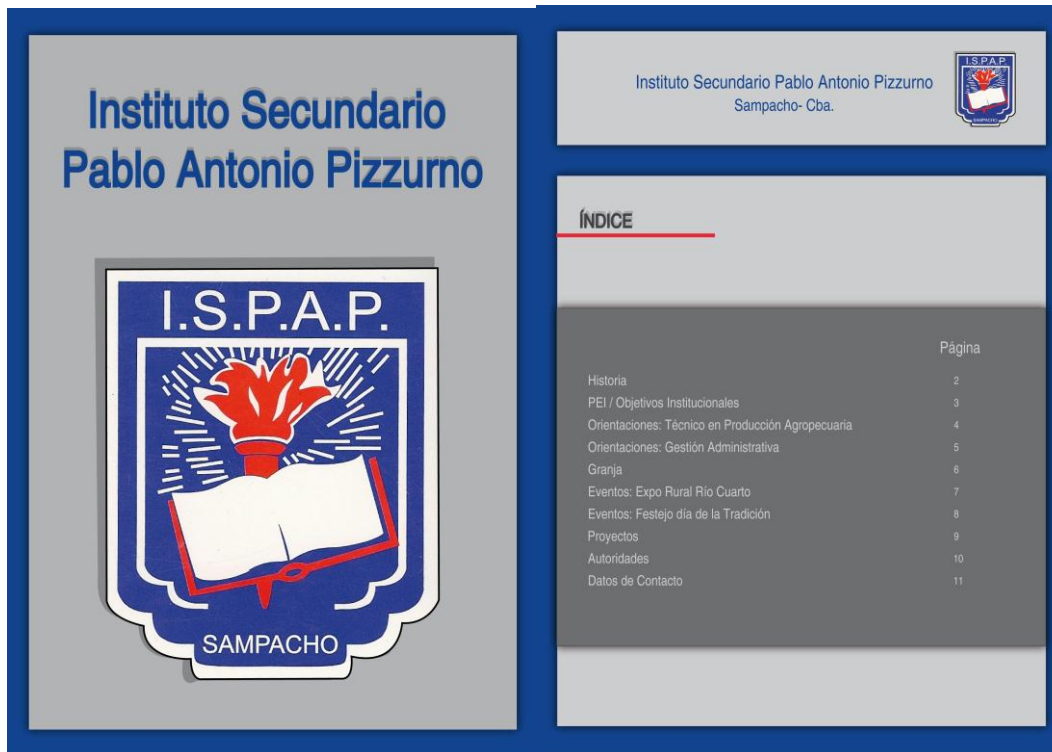 Instituto Secundario
Pablo Antonio Pizzurno
I.S.P.A.P.
SAMPACHO
Instituto Secundario Pablo Antonio Pizzurno
Sampacho- Cba.
I.S.P.A.P.
SAMPACHO
ÍNDICE
Página
Historia 2
PEI / Objetivos Institucionales 3
Orientaciones: Técnico en Producción Agropecuaria 4
Orientaciones: Gestión Administrativa 5
Granja 6
Eventos: Expo Rural Río Cuarto 7
Eventos: Festejo día de la Tradición 8
Proyectos 9
Autoridades 10
Datos de Contacto 11